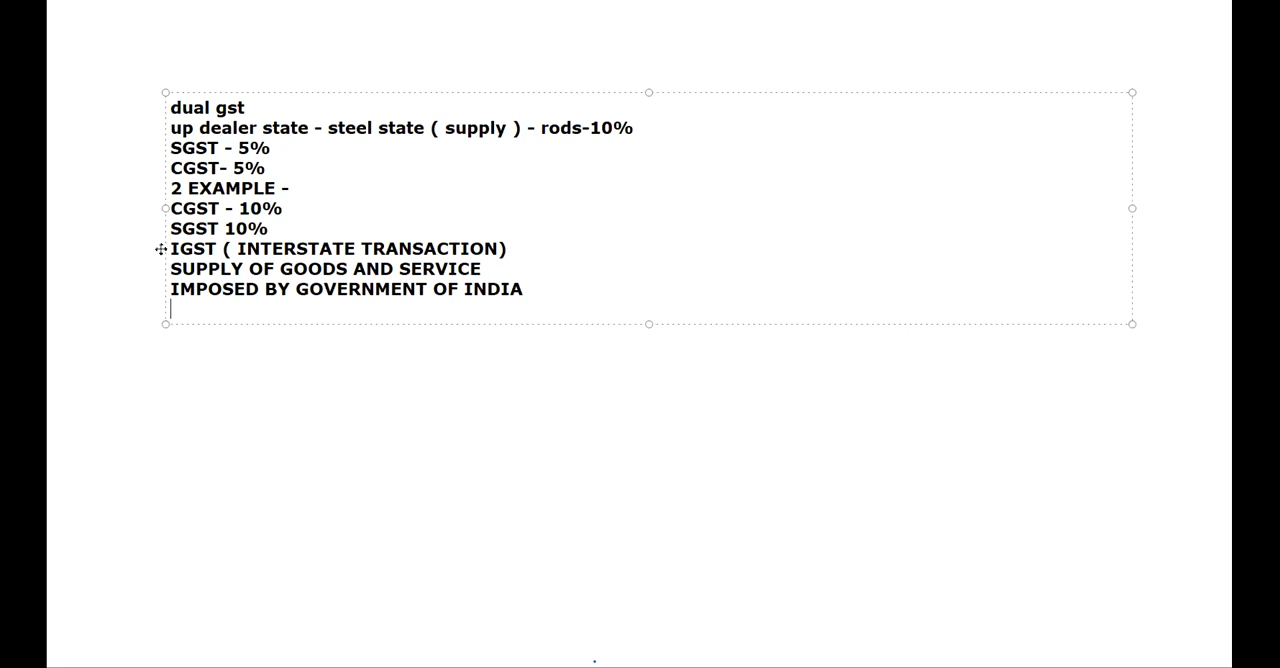 dual gst
up dealer state - steel state ( supply ) - rods-10%
SGST - 5%
CGST- 5%
2 EXAMPLE -
CGST - 10%
SGST 10%
IGST ( INTERSTATE TRANSACTION)
SUPPLY OF GOODS AND SERVICE
IMPOSED BY GOVERNMENT OF INDIA